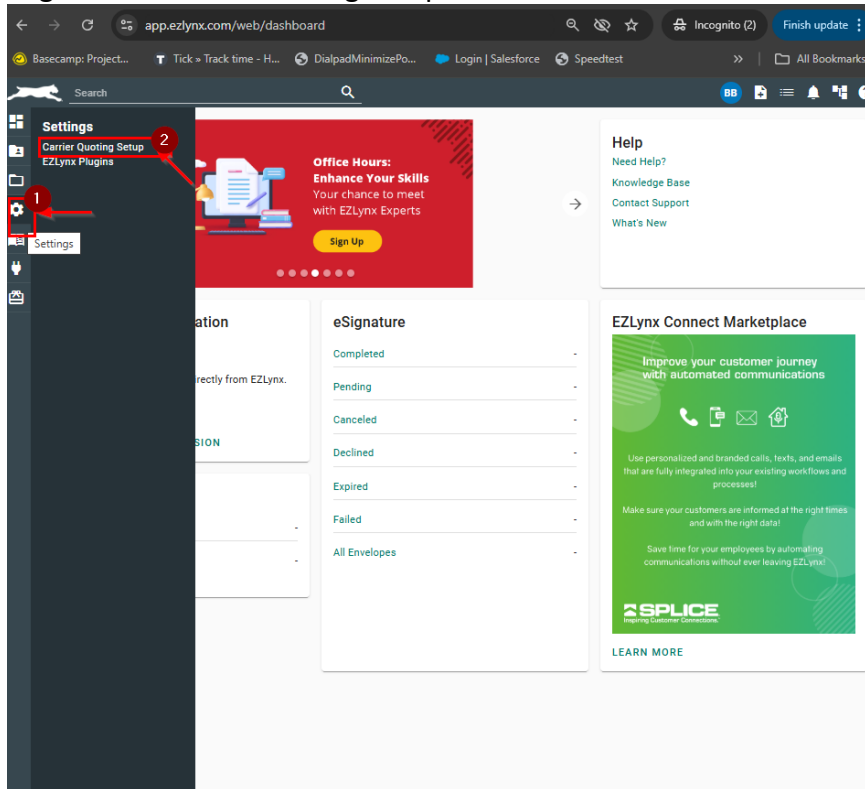 app.ezlynx.com/web/dashboard
Incognito (2)
Finish update
Basecamp: Project...
T Tick » Track time - H...
DialpadMinimizePo...
Login | Salesforce
Speedtest
»
All Bookmarks
Search
BB
Settings
Carrier Quoting Setup
2
EZLynx Plugins
1
Settings
Office Hours:
Enhance Your Skills
Your chance to meet
with EZLynx Experts
Sign Up
Help
Need Help?
Knowledge Base
Contact Support
What's New
ation
irectly from EZLynx.
SION
-
-
eSignature
Completed -
Pending -
Canceled -
Declined -
Expired -
Failed -
All Envelopes -
EZLynx Connect Marketplace
Improve your customer journey
with automated communications
Use personalized and branded calls, texts, and emails
that are fully integrated into your existing workflows and
processes!
Make sure your customers are informed at the right times
and with the right data!
Save time for your employees by automating
communications without ever leaving EZLynx!
SPLICE
Inspiring Customer Connections.
LEARN MORE